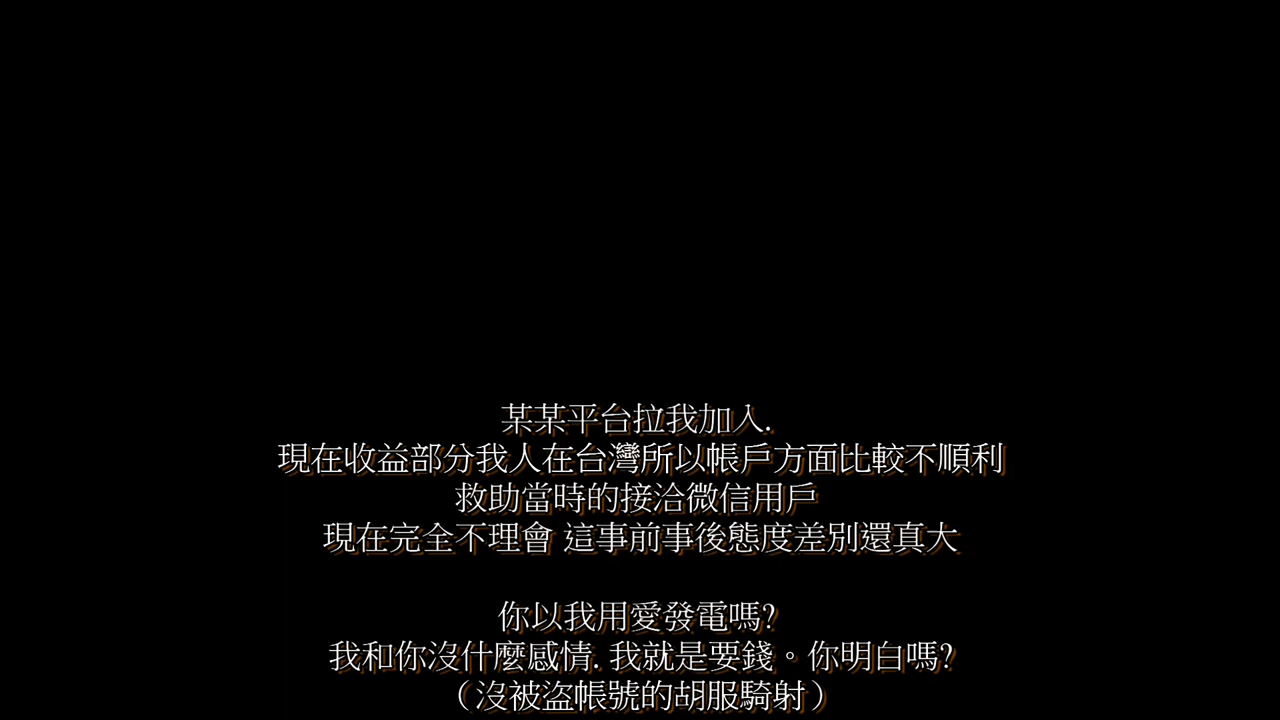 某某平台拉我加入.
現在收益部分我人在台灣所以帳戶方面比較不順利
救助當時的接洽微信用戶
現在完全不理會 這事前事後態度差別還真大
你以我用愛發電嗎?
我和你沒什麼感情. 我就是要錢。你明白嗎?
（沒被盜帳號的胡服騎射）